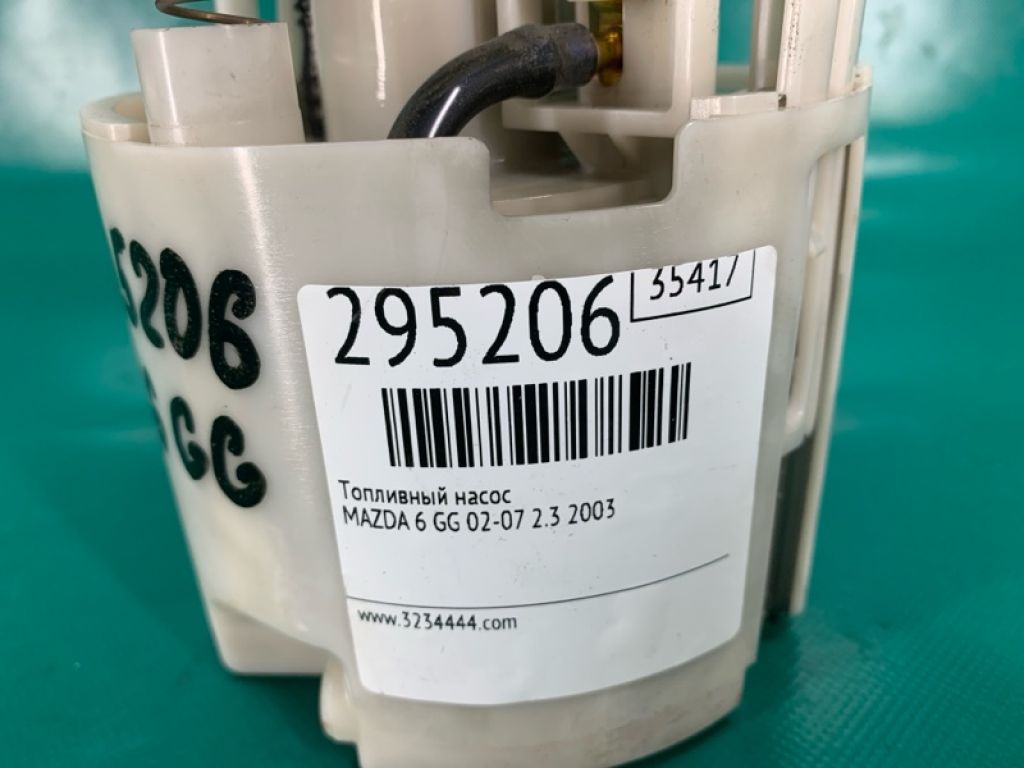 295206
35417
Топливный насос
MAZDA 6 GG 02-07 2.3 2003
www.3234444.com
5206
GG